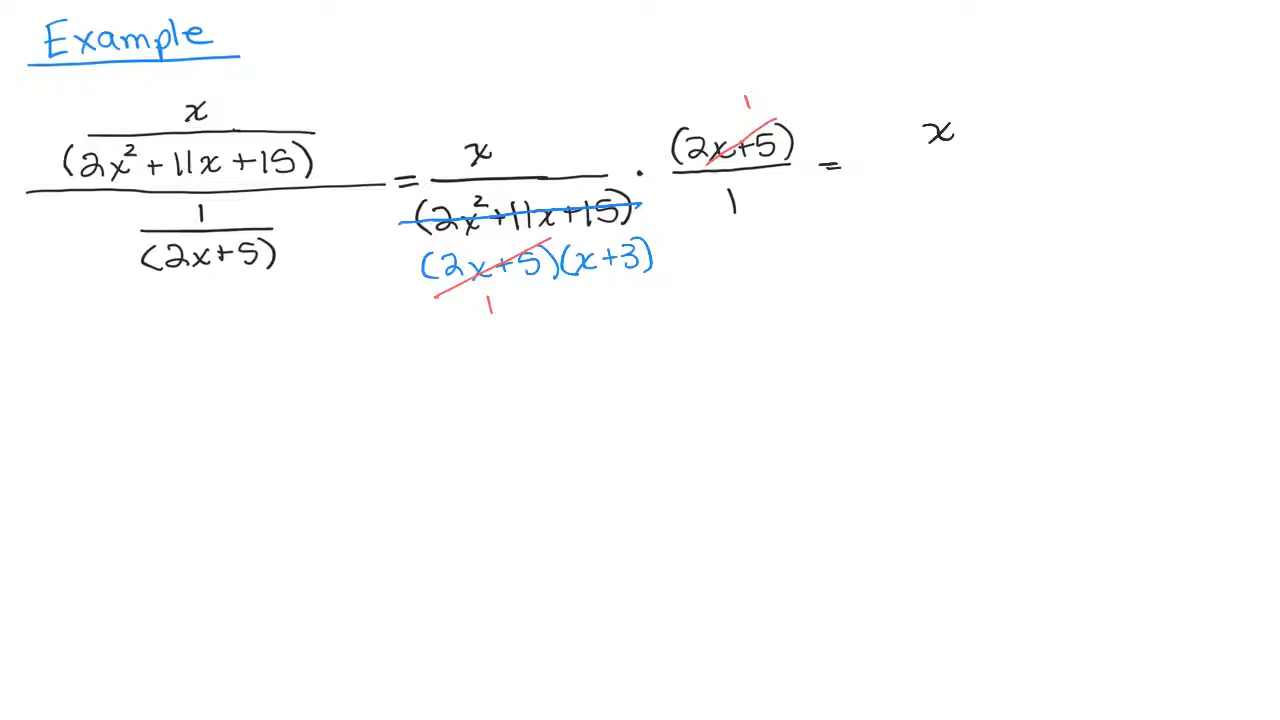 Example
x / (2x² + 11x + 15) / 1 / (2x+5) = x / (2x² + 11x + 15) · (2x+5) / 1 = x
1
(2x+5)(x+3)
1